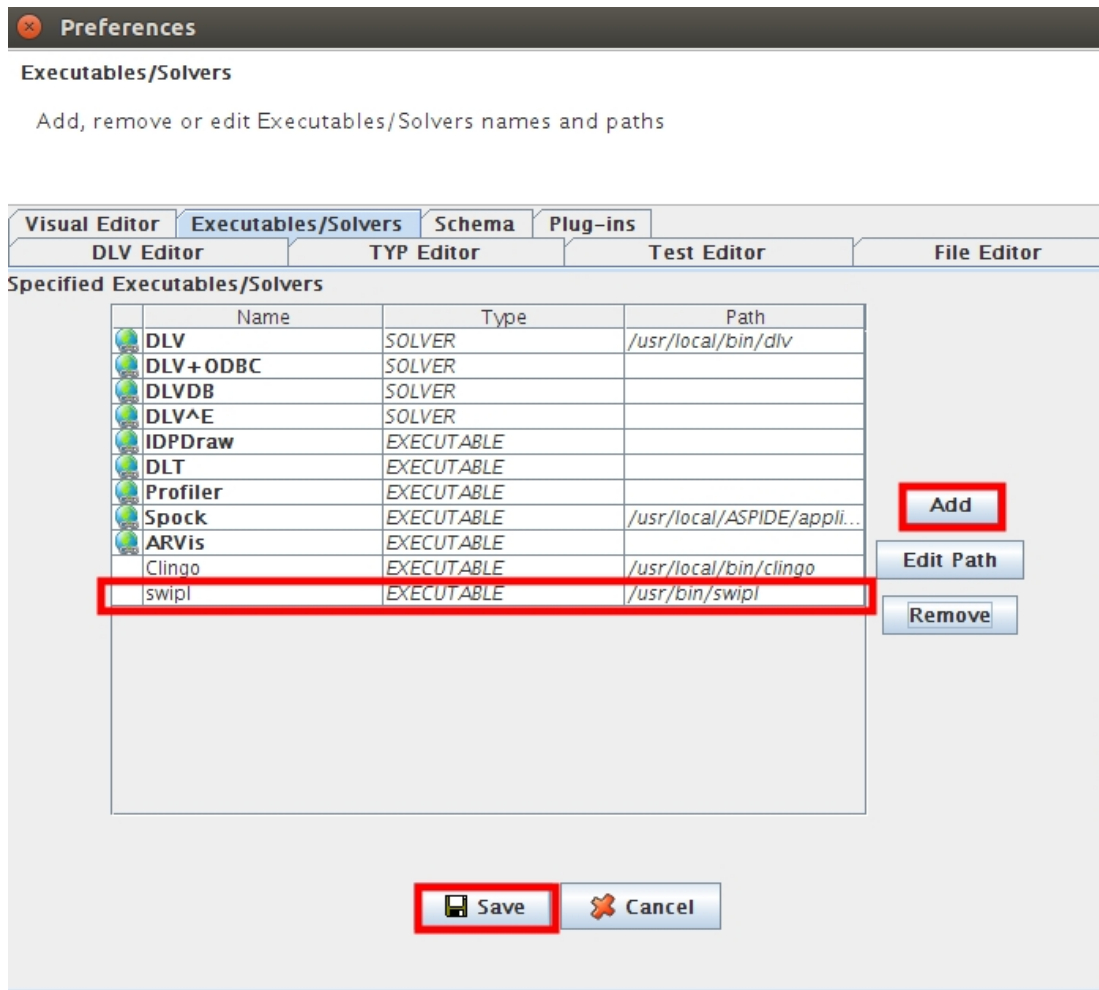 Preferences
Executables/Solvers
Add, remove or edit Executables/Solvers names and paths
Visual Editor Executables/Solvers Schema Plug-ins
DLV Editor TYP Editor Test Editor File Editor
Specified Executables/Solvers
Name Type Path
DLV SOLVER /usr/local/bin/dlv
DLV+ODBC SOLVER
DLVDB SOLVER
DLV^E SOLVER
IDPDraw EXECUTABLE
DLT EXECUTABLE
Profiler EXECUTABLE
Spock EXECUTABLE /usr/local/ASPIDE/appli...
ARVis EXECUTABLE
Clingo EXECUTABLE /usr/local/bin/clingo
swipl EXECUTABLE /usr/bin/swipl
Add
Edit Path
Remove
Save Cancel